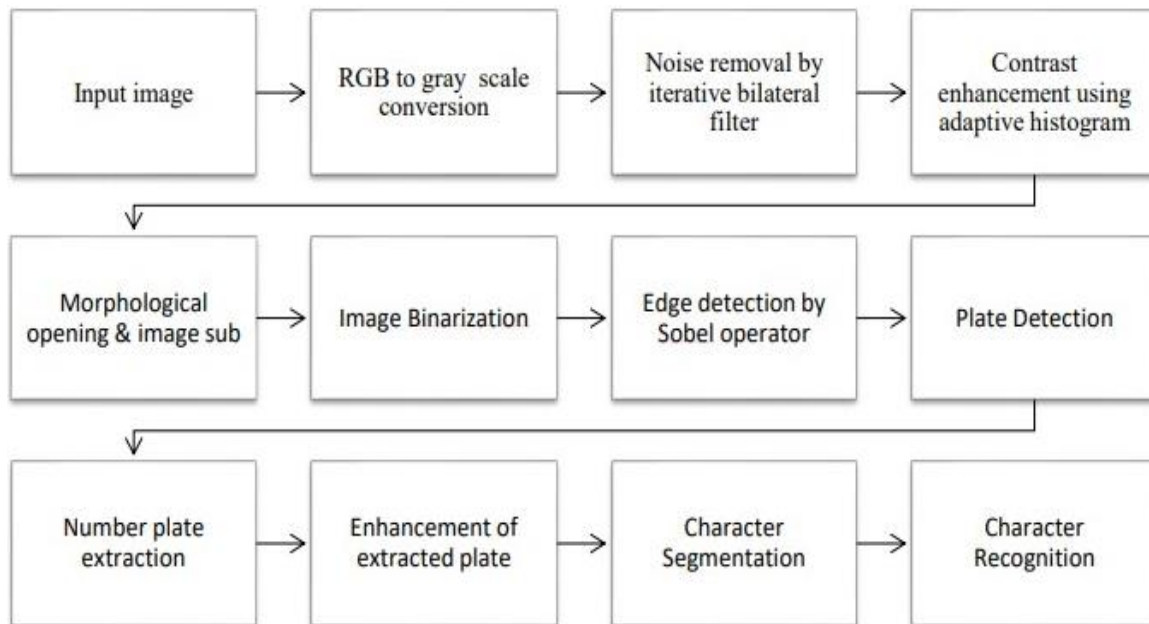 Input image
RGB to gray scale
conversion
Noise removal by
iterative bilateral
filter
Contrast
enhancement using
adaptive histogram
Morphological
opening & image sub
Image Binarization
Edge detection by
Sobel operator
Plate Detection
Number plate
extraction
Enhancement of
extracted plate
Character
Segmentation
Character
Recognition